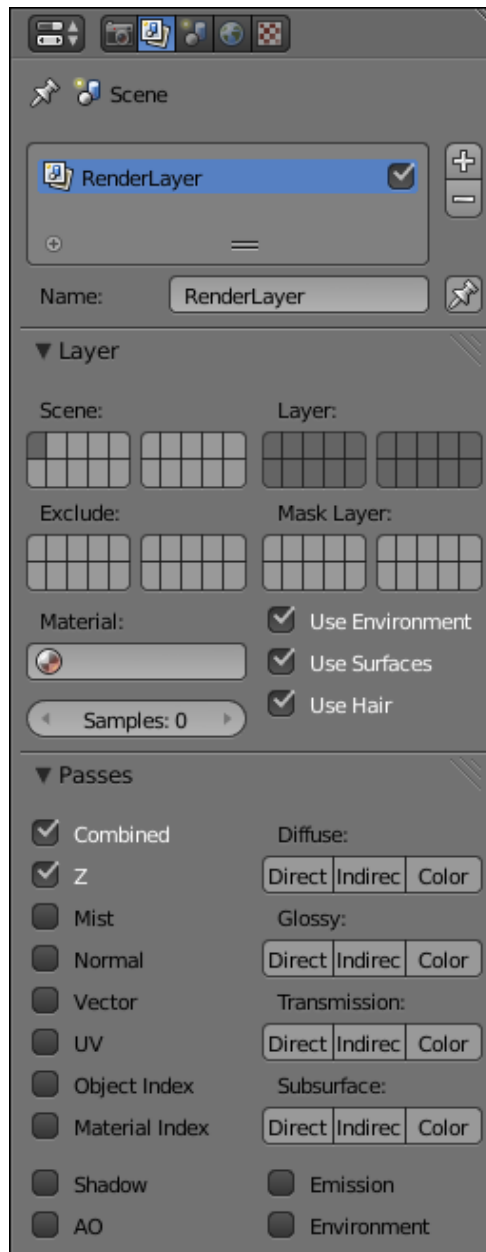 Scene
RenderLayer
Name: RenderLayer
Layer
Scene: Layer:
Exclude: Mask Layer:
Material: Use Environment
Use Surfaces
Samples: 0 Use Hair
Passes
Combined Diffuse:
Z Direct Indirec Color
Mist Glossy:
Normal Direct Indirec Color
Vector Transmission:
UV Direct Indirec Color
Object Index Subsurface:
Material Index Direct Indirec Color
Shadow Emission
AO Environment